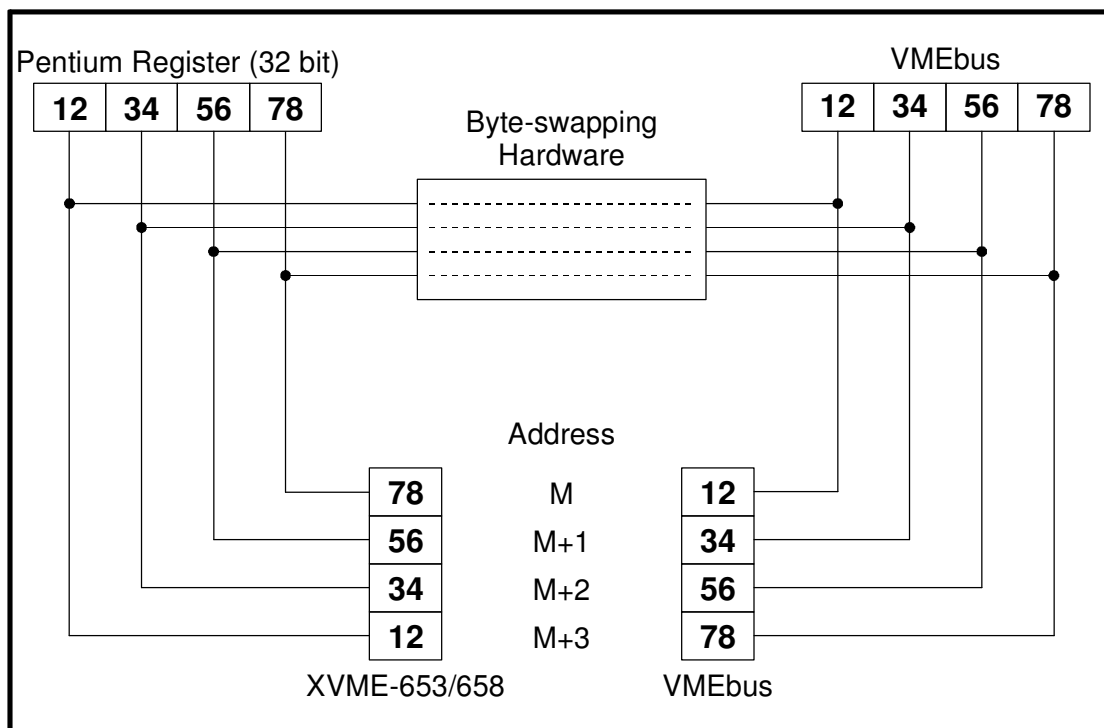 Pentium Register (32 bit)
12 34 56 78
VMEbus
12 34 56 78
Byte-swapping
Hardware
Address
78 M 12
56 M+1 34
34 M+2 56
12 M+3 78
XVME-653/658 VMEbus